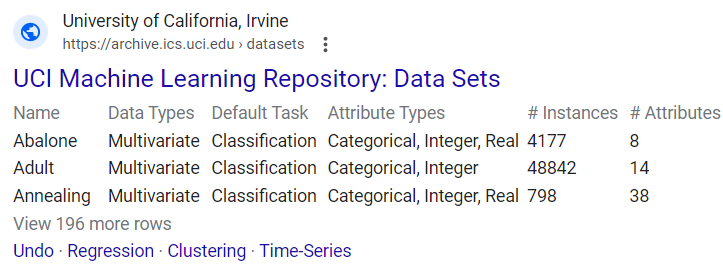 University of California, Irvine
https://archive.ics.uci.edu › datasets
UCI Machine Learning Repository: Data Sets
Name Data Types Default Task Attribute Types # Instances # Attributes
Abalone Multivariate Classification Categorical, Integer, Real 4177 8
Adult Multivariate Classification Categorical, Integer 48842 14
Annealing Multivariate Classification Categorical, Integer, Real 798 38
View 196 more rows
Undo · Regression · Clustering · Time-Series